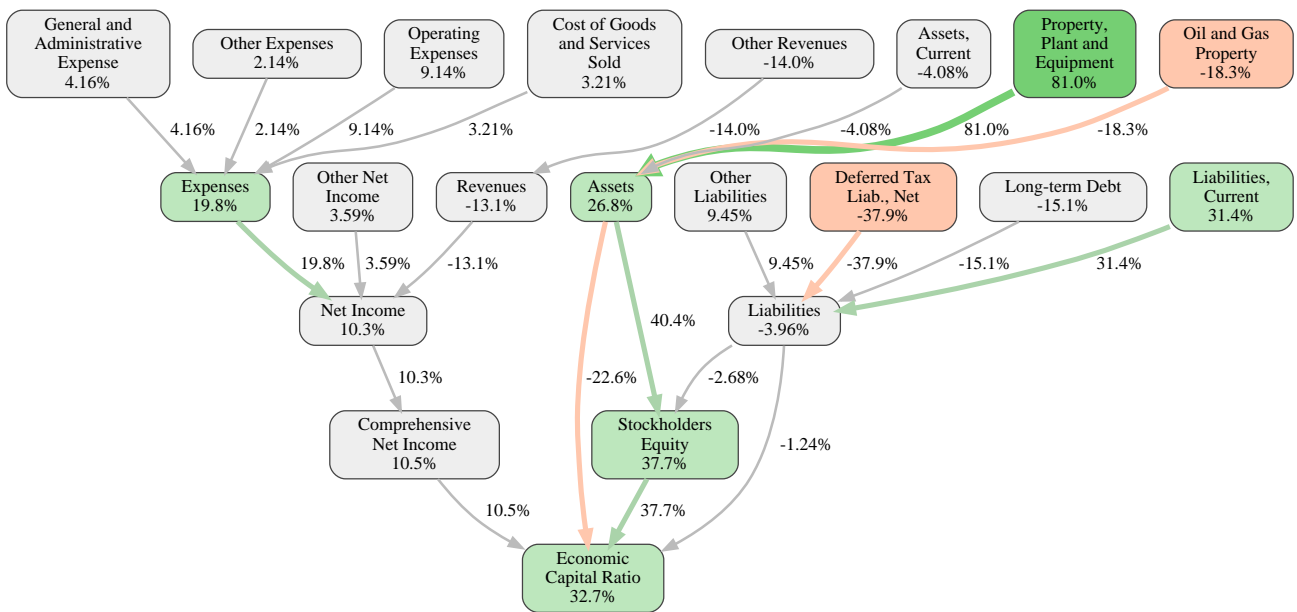 General and
Administrative
Expense
4.16%
Other Expenses
2.14%
Operating
Expenses
9.14%
Cost of Goods
and Services
Sold
3.21%
Other Revenues
-14.0%
Assets,
Current
-4.08%
Property,
Plant and
Equipment
81.0%
Oil and Gas
Property
-18.3%
4.16%
2.14%
9.14%
3.21%
-14.0%
-4.08%
81.0%
-18.3%
Expenses
19.8%
Other Net
Income
3.59%
Revenues
-13.1%
Assets
26.8%
Other
Liabilities
9.45%
Deferred Tax
Liab., Net
-37.9%
Long-term Debt
-15.1%
Liabilities,
Current
31.4%
19.8%
3.59%
-13.1%
9.45%
-37.9%
-15.1%
31.4%
Net Income
10.3%
40.4%
Liabilities
-3.96%
10.3%
-22.6%
-2.68%
Comprehensive
Net Income
10.5%
Stockholders
Equity
37.7%
-1.24%
10.5%
37.7%
Economic
Capital Ratio
32.7%